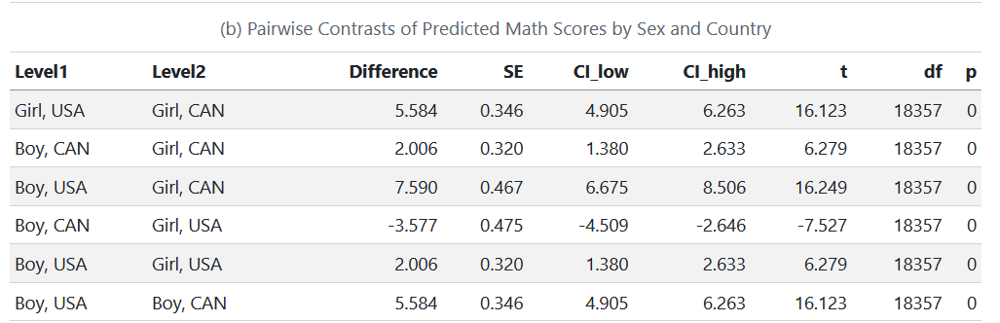 (b) Pairwise Contrasts of Predicted Math Scores by Sex and Country
Level1 Level2 Difference SE CI_low CI_high t df p
Girl, USA Girl, CAN 5.584 0.346 4.905 6.263 16.123 18357 0
Boy, CAN Girl, CAN 2.006 0.320 1.380 2.633 6.279 18357 0
Boy, USA Girl, CAN 7.590 0.467 6.675 8.506 16.249 18357 0
Boy, CAN Girl, USA -3.577 0.475 -4.509 -2.646 -7.527 18357 0
Boy, USA Girl, USA 2.006 0.320 1.380 2.633 6.279 18357 0
Boy, USA Boy, CAN 5.584 0.346 4.905 6.263 16.123 18357 0